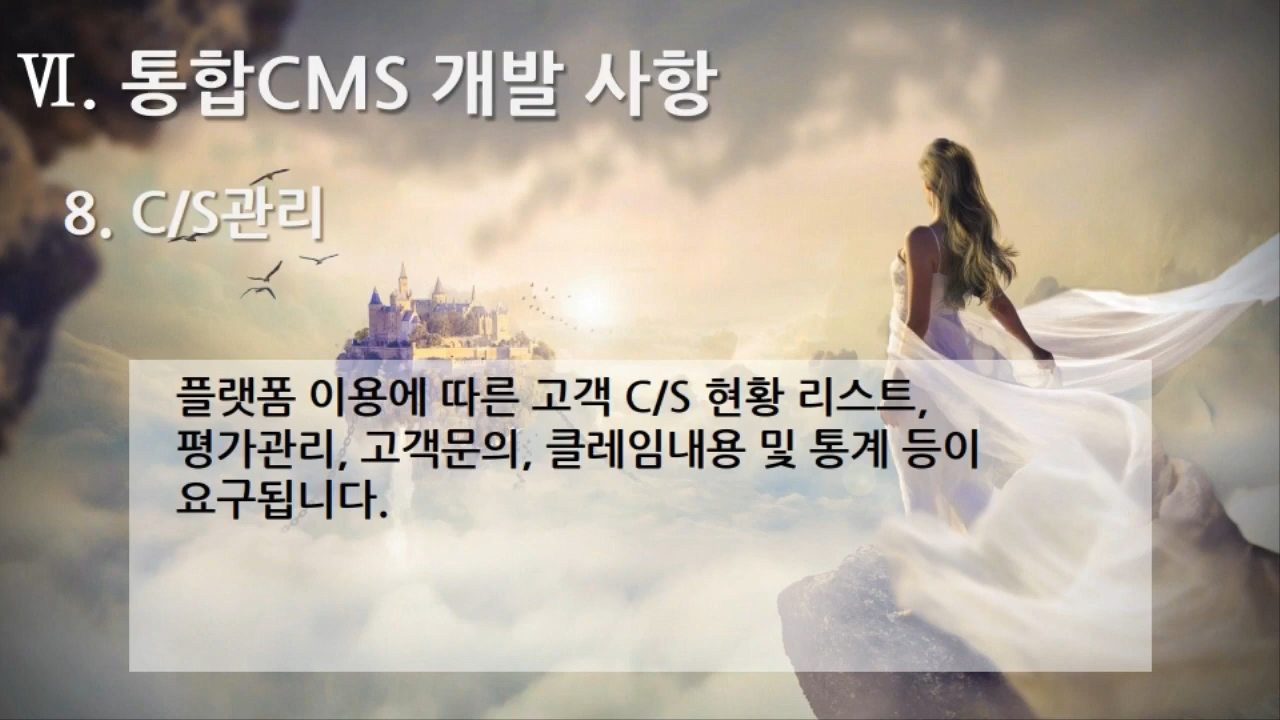 Ⅵ. 통합CMS 개발 사항
8. C/S관리
플랫폼 이용에 따른 고객 C/S 현황 리스트,
평가관리, 고객문의, 클레임내용 및 통계 등이
요구됩니다.